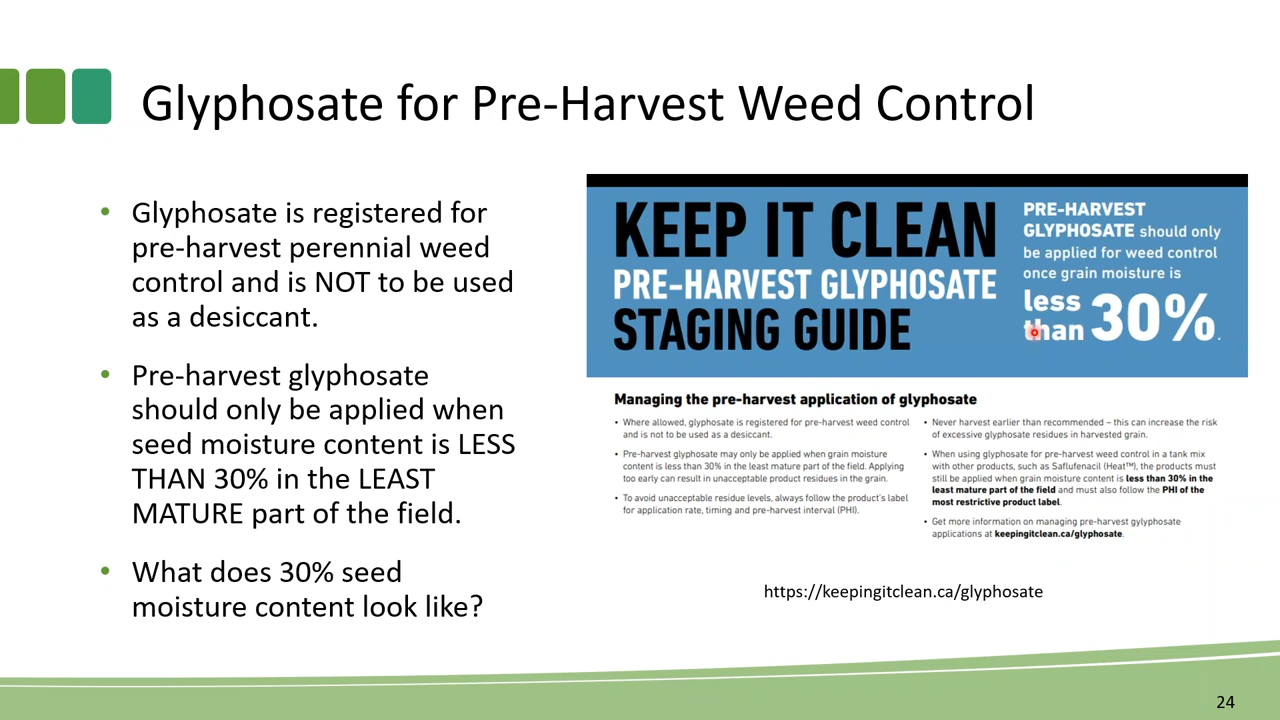 Glyphosate for Pre-Harvest Weed Control
• Glyphosate is registered for
pre-harvest perennial weed
control and is NOT to be used
as a desiccant.
• Pre-harvest glyphosate
should only be applied when
seed moisture content is LESS
THAN 30% in the LEAST
MATURE part of the field.
• What does 30% seed
moisture content look like?
KEEP IT CLEAN
PRE-HARVEST GLYPHOSATE
STAGING GUIDE
PRE-HARVEST
GLYPHOSATE should only
be applied for weed control
once grain moisture is
less
than 30%.
Managing the pre-harvest application of glyphosate
• Where allowed, glyphosate is registered for pre-harvest weed control
and is not to be used as a desiccant.
• Pre-harvest glyphosate may only be applied when grain moisture
content is less than 30% in the least mature part of the field. Applying
too early can result in unacceptable product residues in the grain.
• To avoid unacceptable residue levels, always follow the product's label
for application rate, timing and pre-harvest interval (PHI).
• Never harvest earlier than recommended – this can increase the risk
of excessive glyphosate residues in harvested grain.
• When using glyphosate for pre-harvest weed control in a tank mix
with other products, such as Saflufenacil (Heat™), the products must
still be applied when grain moisture content is less than 30% in the
least mature part of the field and must also follow the PHI of the
most restrictive product label.
• Get more information on managing pre-harvest gylyphosate
applications at keepingitclean.ca/glyphosate.
https://keepingitclean.ca/glyphosate
24